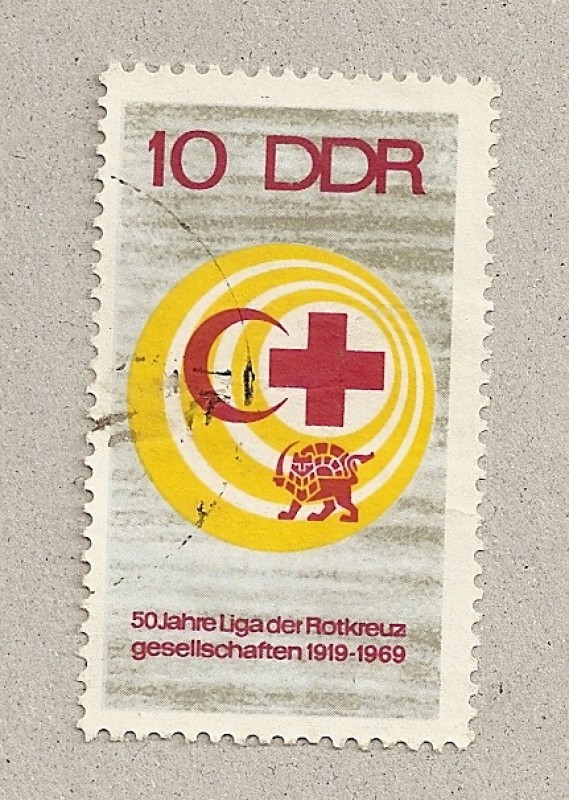 10 DDR
50 Jahre Liga der Rotkreuz
gesellschaften 1919-1969